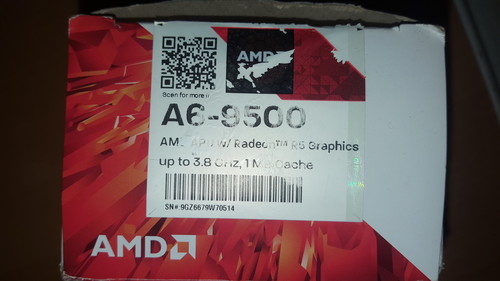 AMD
Scan for more
A6-9500
AMD APU w/ Radeon™ R5 Graphics
up to 3.8 GHz, 1 MB Cache
SN#:9GZ6679W70514
AMD